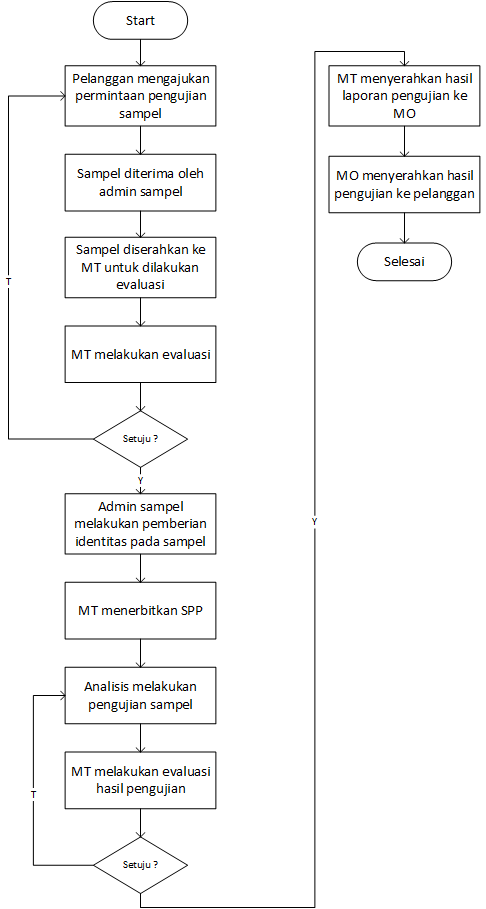 Start
Pelanggan mengajukan
permintaan pengujian
sampel
Sampel diterima oleh
admin sampel
Sampel diserahkan ke
MT untuk dilakukan
evaluasi
T
MT melakukan evaluasi
Setuju ?
Y
Admin sampel
melakukan pemberian
identitas pada sampel
MT menerbitkan SPP
Analisis melakukan
pengujian sampel
MT melakukan evaluasi
hasil pengujian
T
Setuju ?
Y
MT menyerahkan hasil
laporan pengujian ke
MO
MO menyerahkan hasil
pengujian ke pelanggan
Selesai